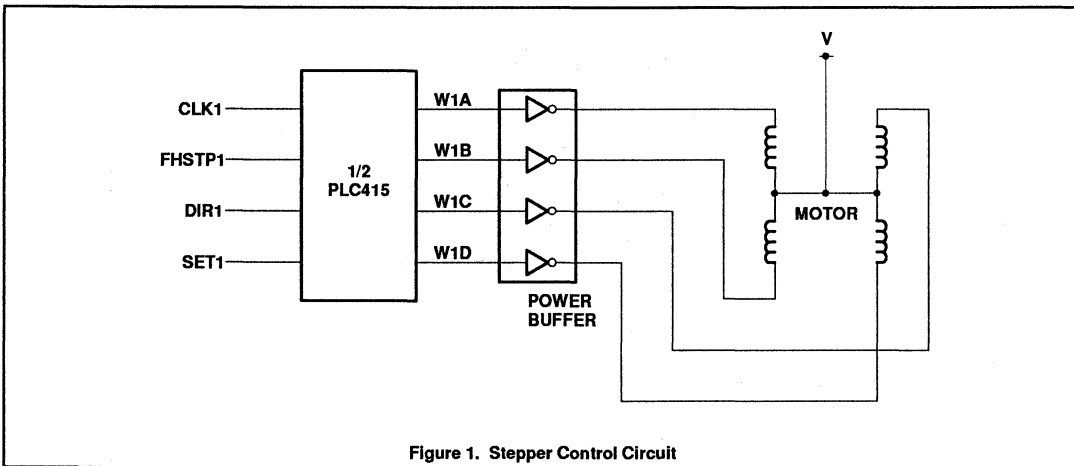 V
CLK1
FHSTP1
DIR1
SET1
1/2
PLC415
W1A
W1B
W1C
W1D
POWER
BUFFER
MOTOR
Figure 1. Stepper Control Circuit